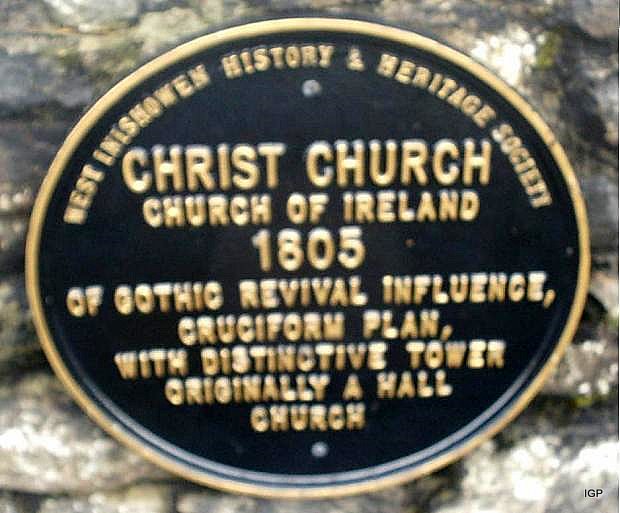 WEST INISHOWEN HISTORY & HERITAGE SOCIETY
CHRIST CHURCH
CHURCH OF IRELAND
1805
OF GOTHIC REVIVAL INFLUENCE,
CRUCIFORM PLAN,
WITH DISTINCTIVE TOWER
ORIGINALLY A HALL
CHURCH
IGP